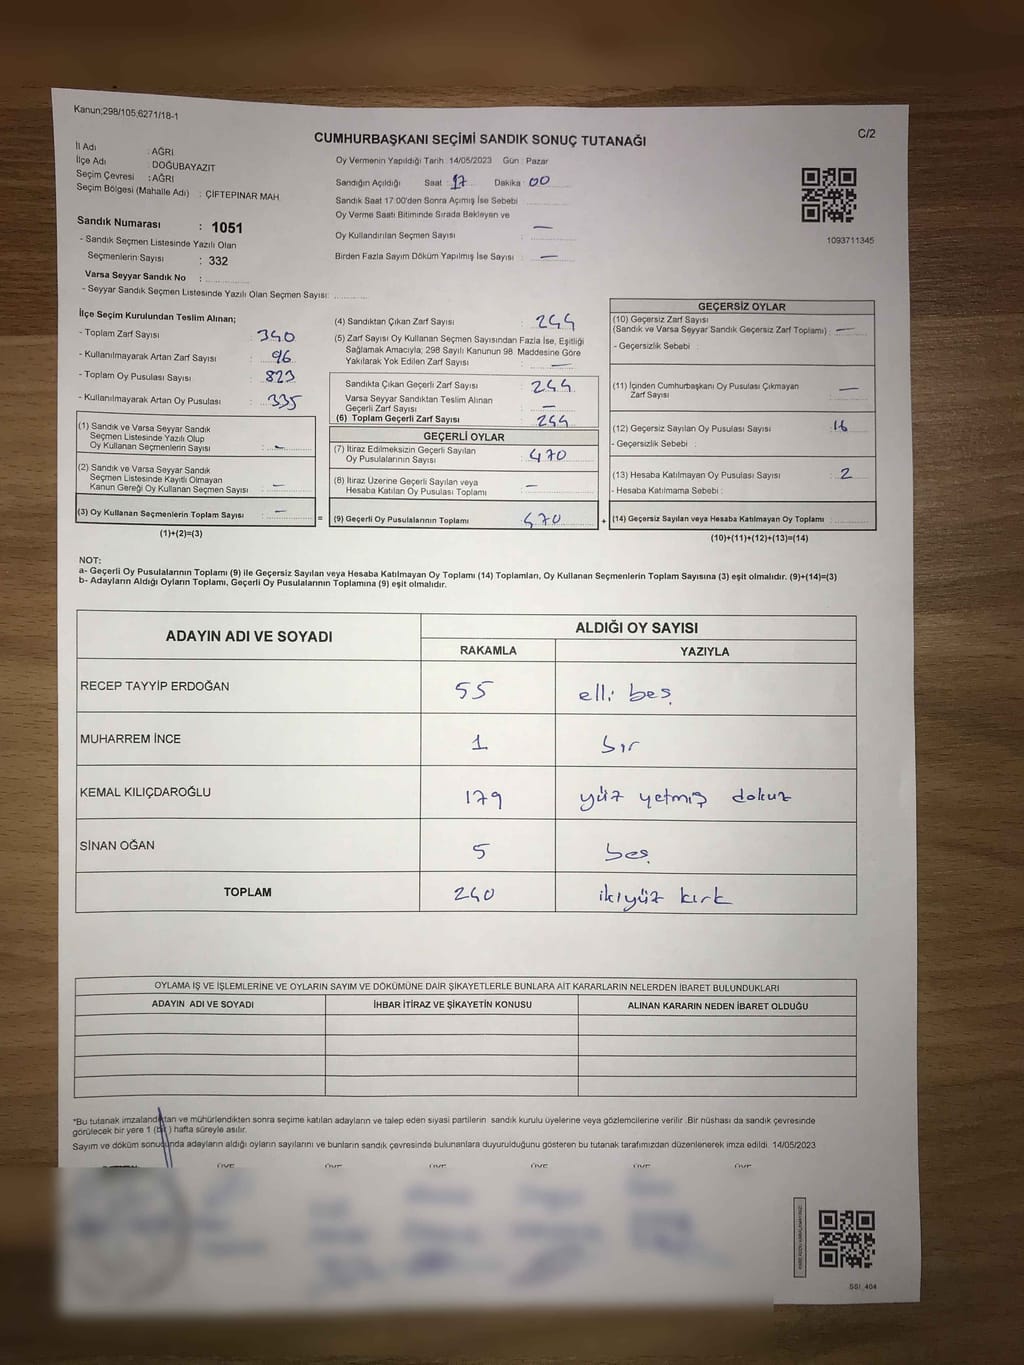 Kanun;298/105;6271/18-1
C/2
CUMHURBAŞKANI SEÇİMİ SANDIK SONUÇ TUTANAĞI
İl Adı : AĞRI
İlçe Adı : DOĞUBAYAZIT
Seçim Çevresi : AĞRI
Seçim Bölgesi (Mahalle Adı) : ÇİFTEPINAR MAH
Sandık Numarası : 1051
- Sandık Seçmen Listesinde Yazılı Olan
Seçmenlerin Sayısı : 332
Varsa Seyyar Sandık No :
- Seyyar Sandık Seçmen Listesinde Yazılı Olan Seçmen Sayısı:
Oy Vermenin Yapıldığı Tarih : 14/05/2023 Gün : Pazar
Sandığın Açıldığı Saat : 17 Dakika : 00
Sandık Saat 17:00'den Sonra Açımış İse Sebebi
Oy Verme Saati Bitiminde Sırada Bekleyen ve
Oy Kullandırılan Seçmen Sayısı : —
Birden Fazla Sayım Döküm Yapılmış İse Sayısı : —
1093711345
İlçe Seçim Kurulundan Teslim Alınan;
- Toplam Zarf Sayısı : 340
- Kullanılmayarak Artan Zarf Sayısı : 96
- Toplam Oy Pusulası Sayısı : 823
- Kullanılmayarak Artan Oy Pusulası : 335
(1) Sandık ve Varsa Seyyar Sandık
Seçmen Listesinde Yazılı Olup
Oy Kullanan Seçmenlerin Sayısı : —
(2) Sandık ve Varsa Seyyar Sandık
Seçmen Listesinde Kayıtlı Olmayan
Kanun Gereği Oy Kullanan Seçmen Sayısı : —
(3) Oy Kullanan Seçmenlerin Toplam Sayısı : — =
(1)+(2)=(3)
(4) Sandıktan Çıkan Zarf Sayısı : 244
(5) Zarf Sayısı Oy Kullanan Seçmen Sayısından Fazla İse, Eşitliği
Sağlamak Amacıyla, 298 Sayılı Kanunun 98. Maddesine Göre
Yakılarak Yok Edilen Zarf Sayısı : —
Sandıkta Çıkan Geçerli Zarf Sayısı : 244
Varsa Seyyar Sandıktan Teslim Alınan
Geçerli Zarf Sayısı : —
(6) Toplam Geçerli Zarf Sayısı : 244
GEÇERLİ OYLAR
(7) İtiraz Edilmeksizin Geçerli Sayılan
Oy Pusulalarının Sayısı : 470
(8) İtiraz Üzerine Geçerli Sayılan veya
Hesaba Katılan Oy Pusulası Toplamı : —
(9) Geçerli Oy Pusulalarının Toplamı : 470 +
GEÇERSİZ OYLAR
(10) Geçersiz Zarf Sayısı
(Sandık ve Varsa Seyyar Sandık Geçersiz Zarf Toplamı) : —
- Geçersizlik Sebebi :
(11) İçinden Cumhurbaşkanı Oy Pusulası Çıkmayan
Zarf Sayısı : —
(12) Geçersiz Sayılan Oy Pusulası Sayısı : 16
- Geçersizlik Sebebi :
(13) Hesaba Katılmayan Oy Pusulası Sayısı : 2
- Hesaba Katılmama Sebebi :
(14) Geçersiz Sayılan veya Hesaba Katılmayan Oy Toplamı :
(10)+(11)+(12)+(13)=(14)
NOT:
a- Geçerli Oy Pusulalarının Toplamı (9) ile Geçersiz Sayılan veya Hesaba Katılmayan Oy Toplamı (14) Toplamları, Oy Kullanan Seçmenlerin Toplam Sayısına (3) eşit olmalıdır. (9)+(14)=(3)
b- Adayların Aldığı Oyların Toplamı, Geçerli Oy Pusulalarının Toplamına (9) eşit olmalıdır.
ADAYIN ADI VE SOYADI
ALDIĞI OY SAYISI
RAKAMLA YAZIYLA
RECEP TAYYİP ERDOĞAN 55 elli beş
MUHARREM İNCE 1 bir
KEMAL KILIÇDAROĞLU 179 yüz yetmiş dokuz
SİNAN OĞAN 5 beş
TOPLAM 240 ikiyüz kırk
OYLAMA İŞ VE İŞLEMLERİNE VE OYLARIN SAYIM VE DÖKÜMÜNE DAİR ŞİKAYETLERLE BUNLARA AİT KARARLARIN NELERDEN İBARET BULUNDUKLARI
ADAYIN ADI VE SOYADI İHBAR İTİRAZ VE ŞİKAYETİN KONUSU ALINAN KARARIN NEDEN İBARET OLDUĞU
*Bu tutanak imzalandıktan ve mühürlendikten sonra seçime katılan adayların ve talep eden siyasi partilerin sandık kurulu üyelerine veya gözlemcilerine verilir .Bir nüshası da sandık çevresinde
görülecek bir yere 1 (bir) hafta süreyle asılır.
Sayım ve döküm sonucunda adayların aldığı oyların sayılarını ve bunların sandık çevresinde bulunanlara duyurulduğunu gösteren bu tutanak tarafımızdan düzenlenerek imza edildi. 14/05/2023